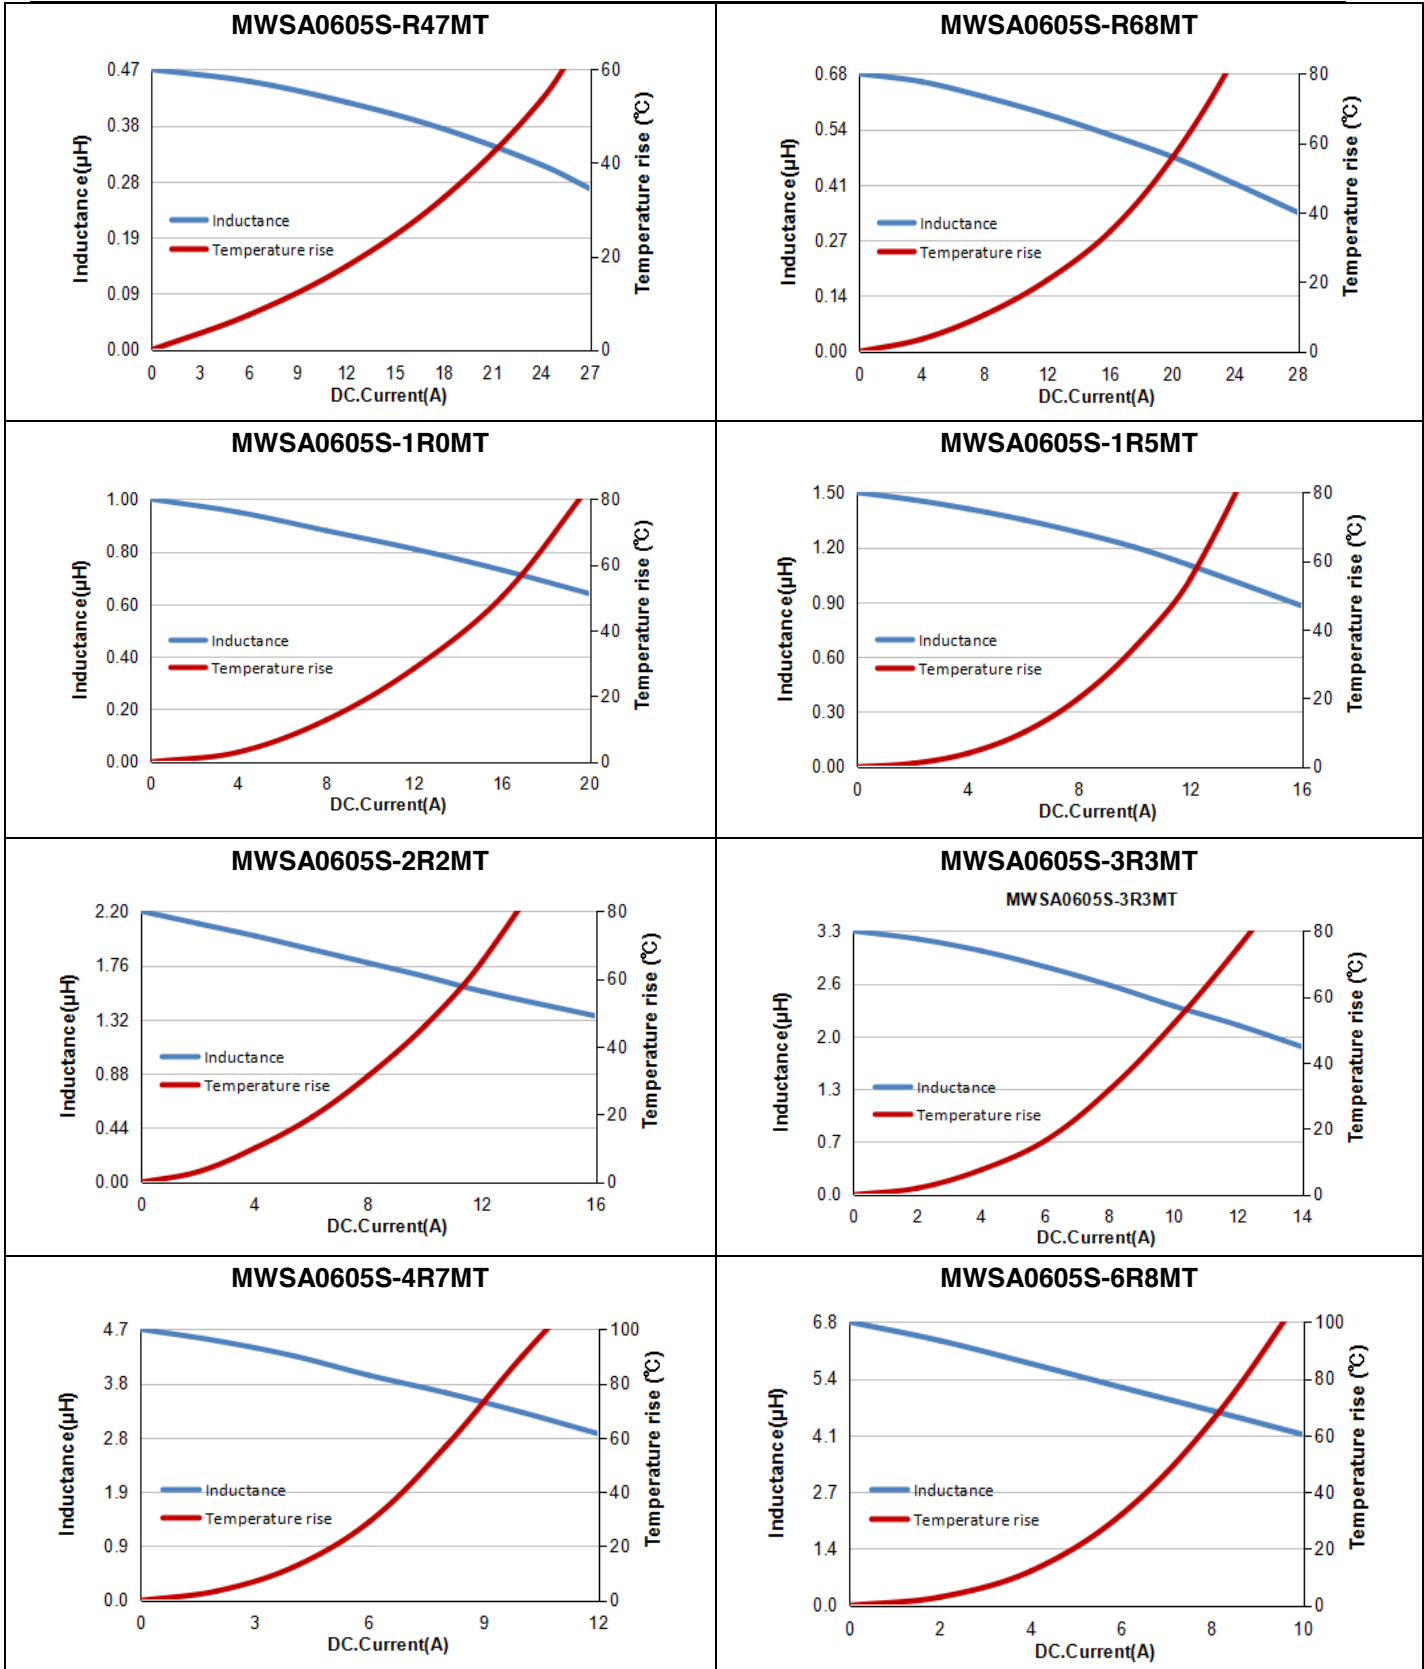 MWSA0605S-R47MT
0.47
0.38
0.28
0.19
0.09
0.00
60
40
20
0
Inductance(μH)
Temperature rise (℃)
Inductance
Temperature rise
0 3 6 9 12 15 18 21 24 27
DC.Current(A)
MWSA0605S-R68MT
0.68
0.54
0.41
0.27
0.14
0.00
80
60
40
20
0
Inductance(μH)
Temperature rise (℃)
Inductance
Temperature rise
0 4 8 12 16 20 24 28
DC.Current(A)
MWSA0605S-1R0MT
1.00
0.80
0.60
0.40
0.20
0.00
80
60
40
20
0
Inductance(μH)
Temperature rise (℃)
Inductance
Temperature rise
0 4 8 12 16 20
DC.Current(A)
MWSA0605S-1R5MT
1.50
1.20
0.90
0.60
0.30
0.00
80
60
40
20
0
Inductance(μH)
Temperature rise (℃)
Inductance
Temperature rise
0 4 8 12 16
DC.Current(A)
MWSA0605S-2R2MT
2.20
1.76
1.32
0.88
0.44
0.00
80
60
40
20
0
Inductance(μH)
Temperature rise (℃)
Inductance
Temperature rise
0 4 8 12 16
DC.Current(A)
MWSA0605S-3R3MT
MWSA0605S-3R3MT
3.3
2.6
2.0
1.3
0.7
0.0
80
60
40
20
0
Inductance(μH)
Temperature rise (℃)
Inductance
Temperature rise
0 2 4 6 8 10 12 14
DC.Current(A)
MWSA0605S-4R7MT
4.7
3.8
2.8
1.9
0.9
0.0
100
80
60
40
20
0
Inductance(μH)
Temperature rise (℃)
Inductance
Temperature rise
0 3 6 9 12
DC.Current(A)
MWSA0605S-6R8MT
6.8
5.4
4.1
2.7
1.4
0.0
100
80
60
40
20
0
Inductance(μH)
Temperature rise (℃)
Inductance
Temperature rise
0 2 4 6 8 10
DC.Current(A)